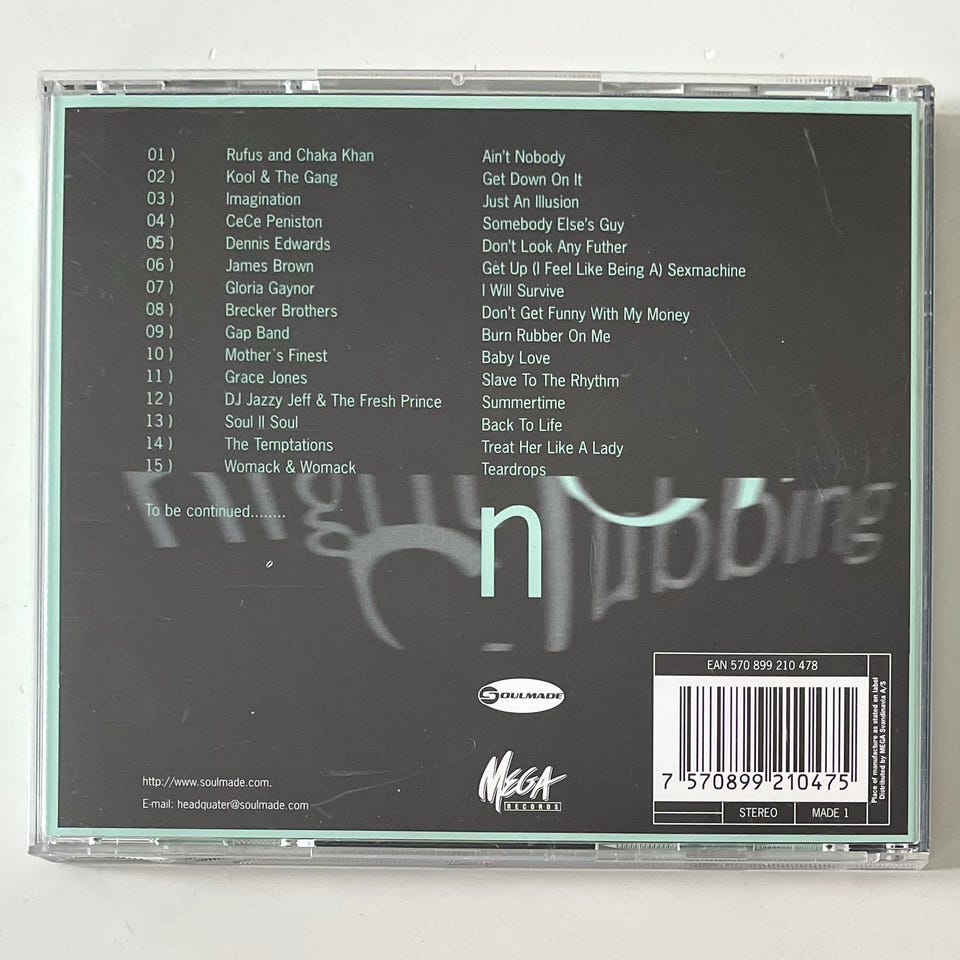 01) Rufus and Chaka Khan Ain't Nobody
02) Kool & The Gang Get Down On It
03) Imagination Just An Illusion
04) CeCe Peniston Somebody Else's Guy
05) Dennis Edwards Don't Look Any Futher
06) James Brown Get Up (I Feel Like Being A) Sexmachine
07) Gloria Gaynor I Will Survive
08) Brecker Brothers Don't Get Funny With My Money
09) Gap Band Burn Rubber On Me
10) Mother's Finest Baby Love
11) Grace Jones Slave To The Rhythm
12) DJ Jazzy Jeff & The Fresh Prince Summertime
13) Soul II Soul Back To Life
14) The Temptations Treat Her Like A Lady
15) Womack & Womack Teardrops
night clubbing
To be continued........
n
EAN 570 899 210 478
SOULMADE
http://www.soulmade.com.
E-mail: headquater@soulmade.com
MEGA
RECORDS
7 570899 210475
STEREO MADE 1
Place of manufacture as stated on label
Distributed by MEGA Svandinavia A/S